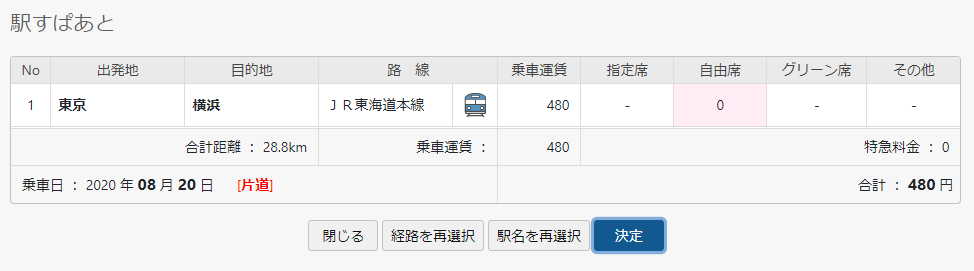 駅すぱあと
No 出発地 目的地 路　線 乗車運賃 指定席 自由席 グリーン席 その他
1 東京 横浜 ＪＲ東海道本線 480 - 0 - -
合計距離 ： 28.8km 乗車運賃 ： 480 特急料金 ： 0
乗車日 ： 2020 年 08 月 20 日 [片道] 合計 ： 480 円
閉じる 経路を再選択 駅名を再選択 決定